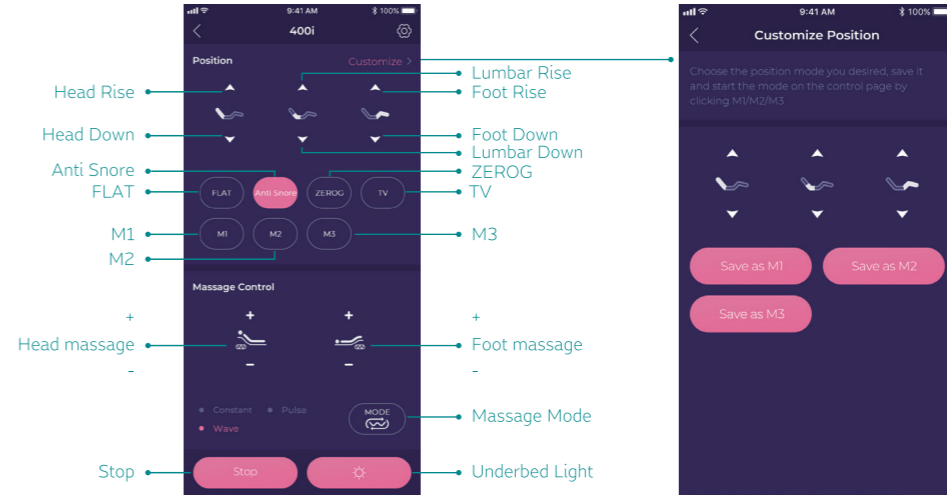 9:41 AM
100%
400i
Position
Customize >
Head Rise
Lumbar Rise
Foot Rise
Head Down
Foot Down
Lumbar Down
Anti Snore
ZEROG
FLAT
TV
FLAT
Anti Snore
ZEROG
TV
M1
M1
M2
M3
M3
M2
Massage Control
+
+
+
+
Head massage
Foot massage
-
-
-
-
Constant
Pulse
Wave
MODE
Massage Mode
Stop
Stop
Underbed Light
9:41 AM
100%
Customize Position
Choose the position mode you desired, save it
and start the mode on the control page by
clicking M1/M2/M3
Save as M1
Save as M2
Save as M3